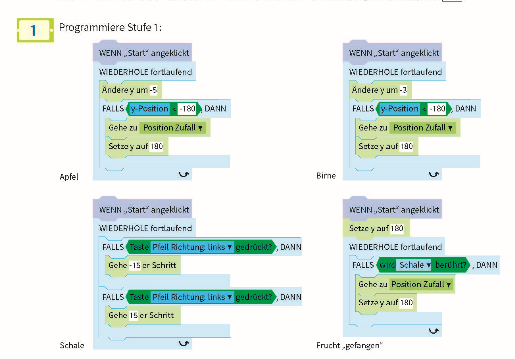 1
Programmiere Stufe 1:
WENN „Start“ angeklickt
WIEDERHOLE fortlaufend
Ändere y um -5
FALLS y-Position < -180 , DANN
Gehe zu Position Zufall ▼
Setze y auf 180
Apfel
WENN „Start“ angeklickt
WIEDERHOLE fortlaufend
Ändere y um -3
FALLS y-Position < -180 , DANN
Gehe zu Position Zufall ▼
Setze y auf 180
Birne
WENN „Start“ angeklickt
WIEDERHOLE fortlaufend
FALLS Taste Pfeil Richtung: links ▼ gedrückt? , DANN
Gehe -15 er Schritt
FALLS Taste Pfeil Richtung: links ▼ gedrückt? , DANN
Gehe 15 er Schritt
Schale
WENN „Start“ angeklickt
Setze y auf 180
WIEDERHOLE fortlaufend
FALLS wird Schale ▼ berührt? , DANN
Gehe zu Position Zufall ▼
Setze y auf 180
Frucht „gefangen“